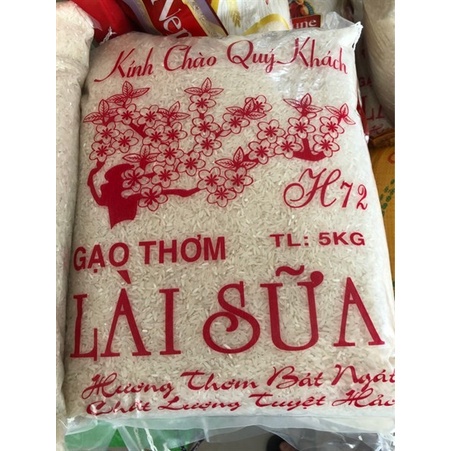 Kính Chào Quý Khách
H72
GẠO THƠM TL: 5KG
LÀI SỮA
Hương Thơm Bát Ngát
Chất Lượng Tuyệt Hảo